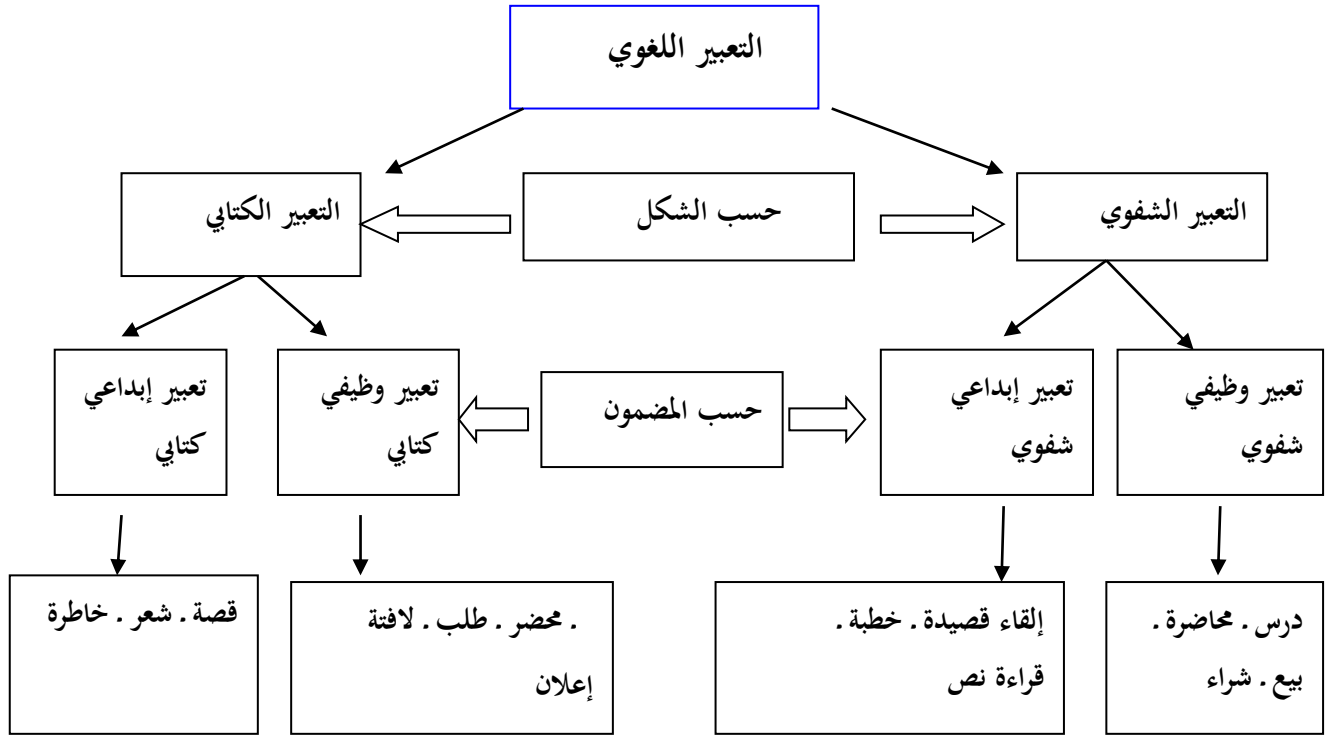 التعبير اللغوي
التعبير الشفوي
حسب الشكل
التعبير الكتابي
تعبير وظيفي
شفوي
تعبير إبداعي
شفوي
حسب المضمون
تعبير وظيفي
كتابي
تعبير إبداعي
كتابي
درس . محاضرة .
بيع . شراء
إلقاء قصيدة . خطبة .
قراءة نص
. محضر . طلب . لافتة
إعلان
قصة . شعر . خاطرة